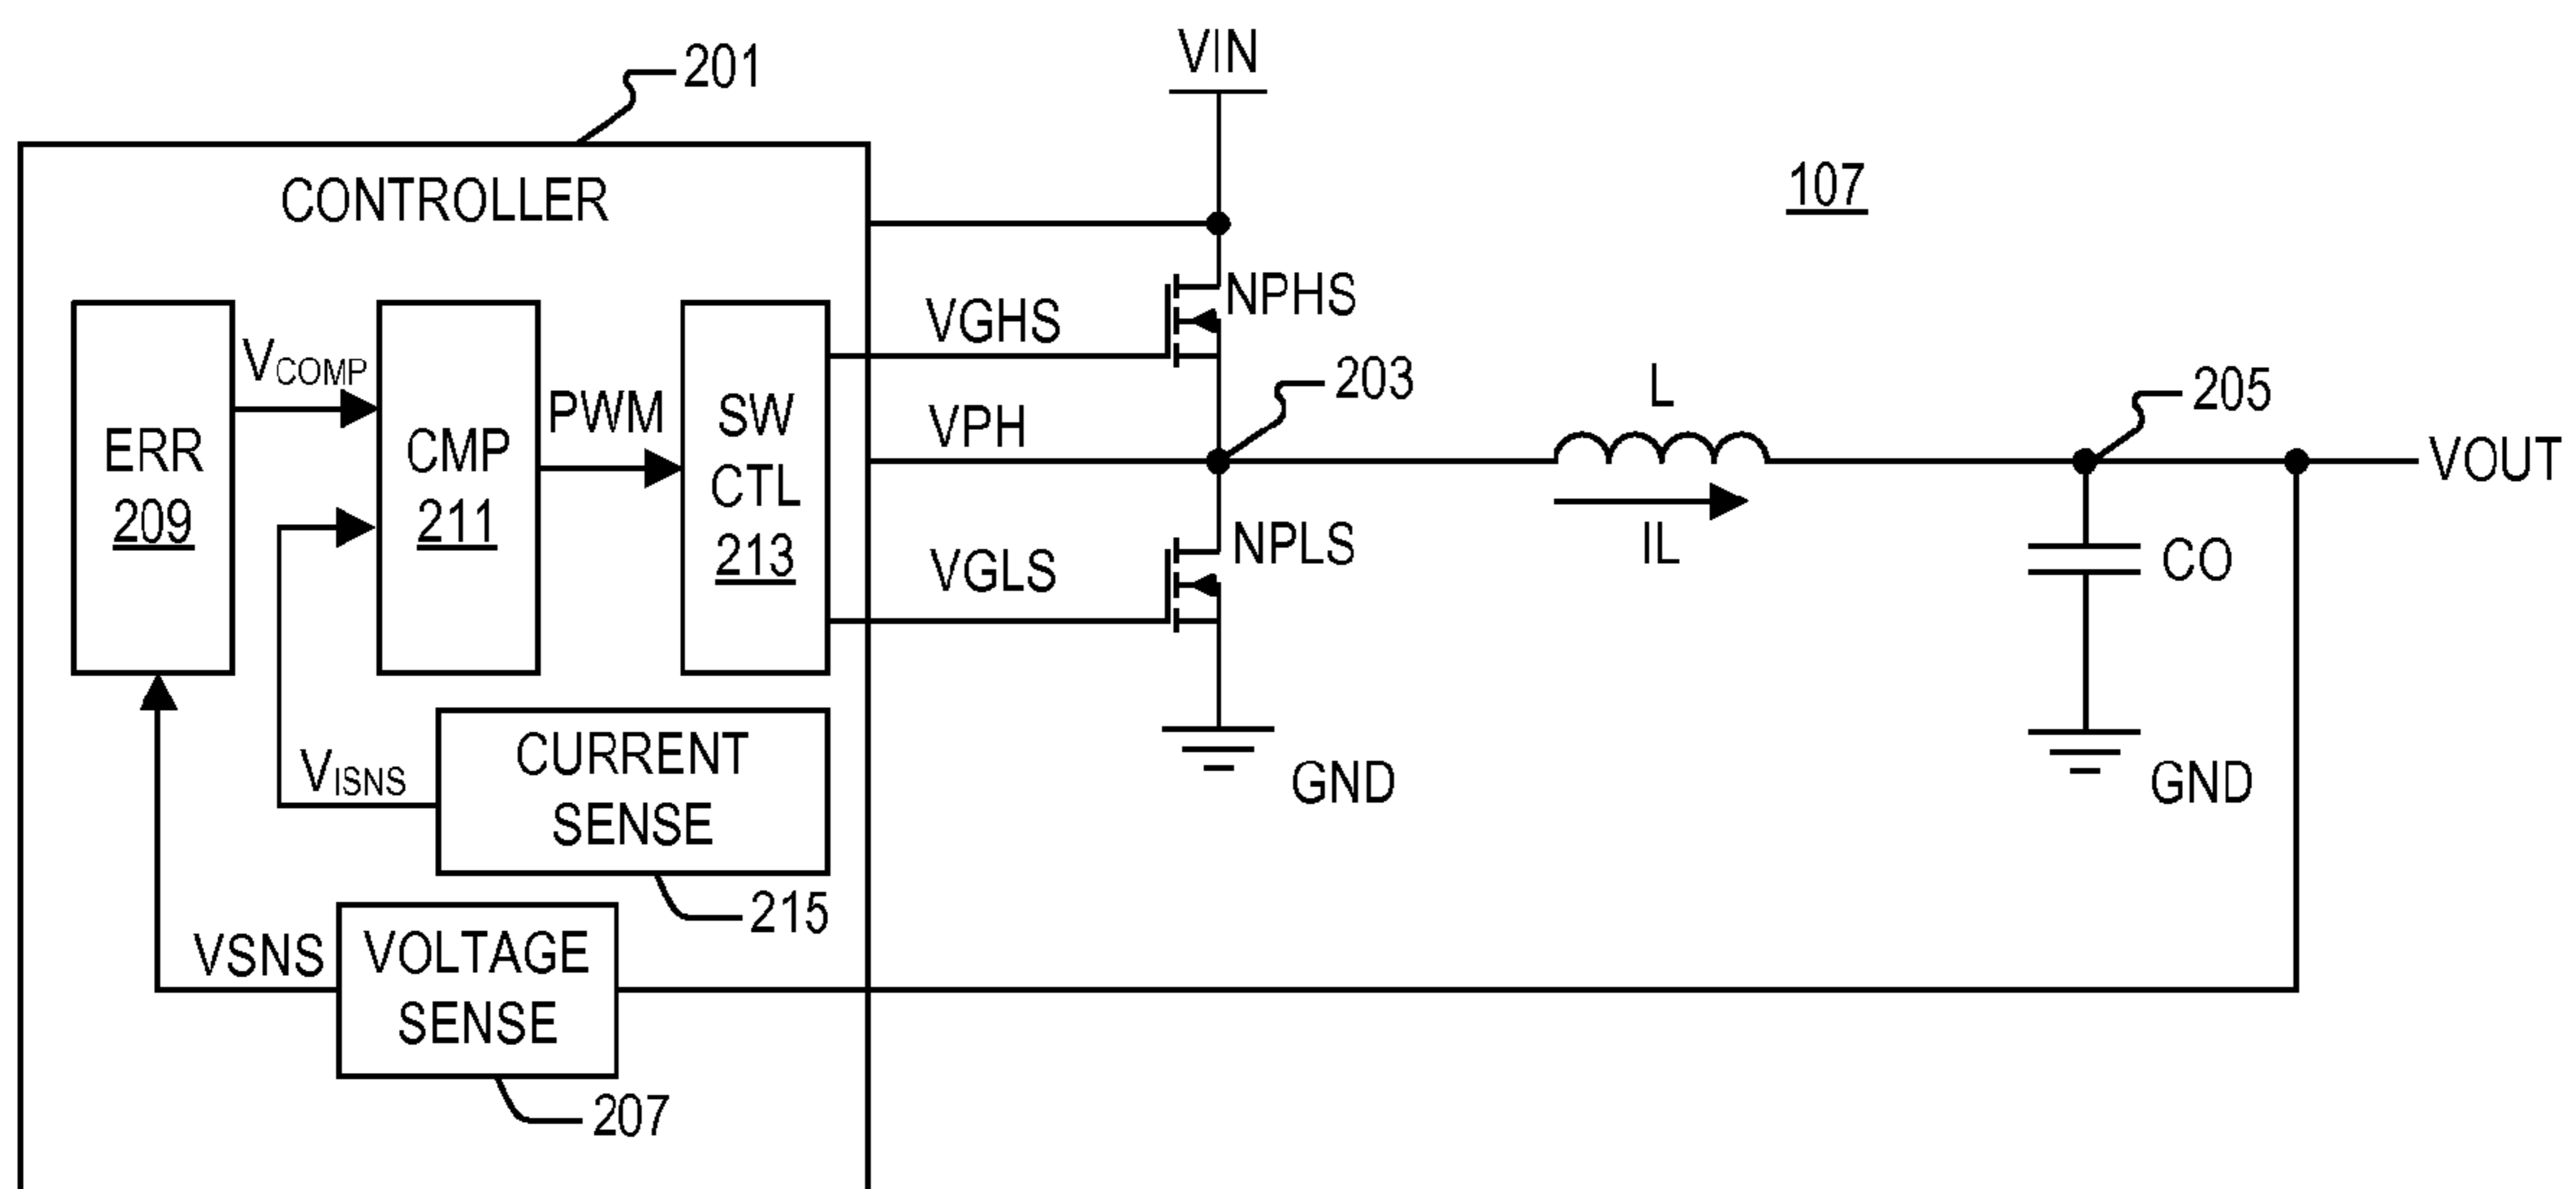 201
VIN
107
CONTROLLER
NPHS
VGHS
VCOMP
PWM
203
L
205
ERR
209
CMP
211
SW
CTL
213
VPH
VOUT
IL
NPLS
VGLS
CO
GND
GND
CURRENT
SENSE
VISNS
215
VSNS
VOLTAGE
SENSE
207